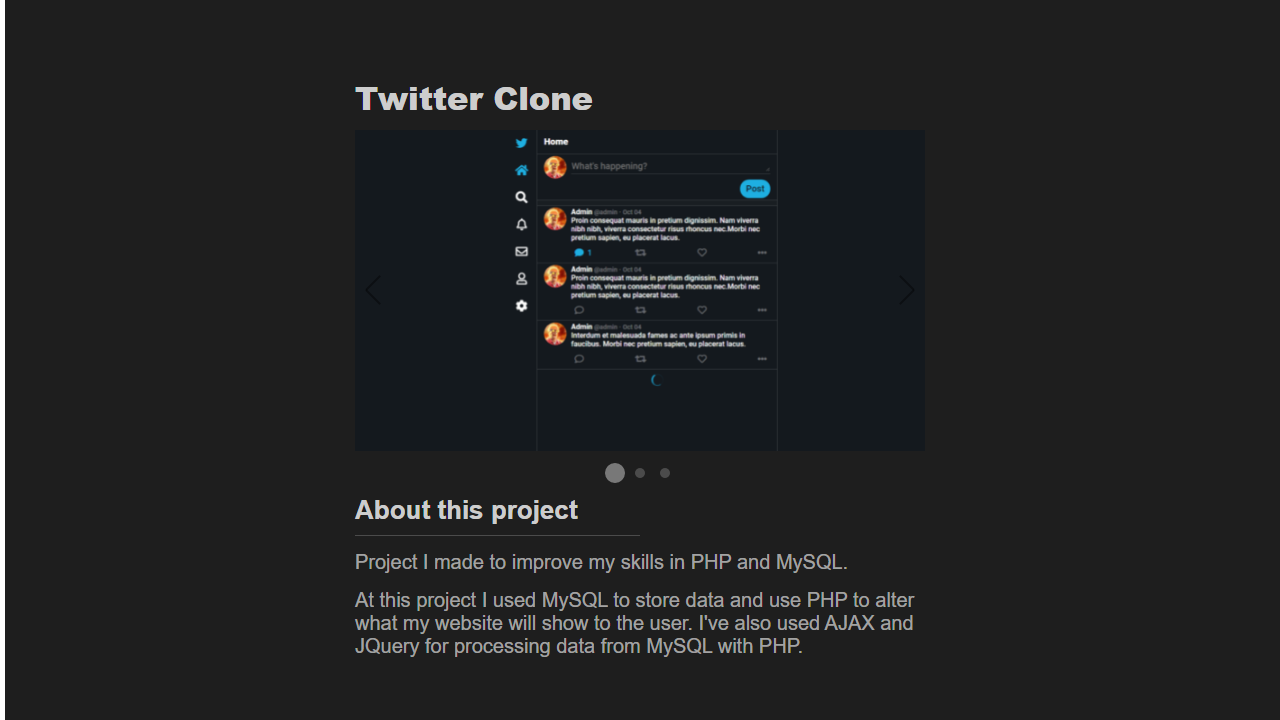 Twitter Clone
Home
What's happening?
Post
Admin @admin · Oct 04
Proin consequat mauris in pretium dignissim. Nam viverra
nibh nibh, viverra consectetur risus rhoncus nec.Morbi nec
pretium sapien, eu placerat lacus.
1
Admin @admin · Oct 04
Proin consequat mauris in pretium dignissim. Nam viverra
nibh nibh, viverra consectetur risus rhoncus nec.Morbi nec
pretium sapien, eu placerat lacus.
Admin @admin · Oct 04
Interdum et malesuada fames ac ante ipsum primis in
faucibus. Morbi nec pretium sapien, eu placerat lacus.
About this project
Project I made to improve my skills in PHP and MySQL.
At this project I used MySQL to store data and use PHP to alter
what my website will show to the user. I've also used AJAX and
JQuery for processing data from MySQL with PHP.